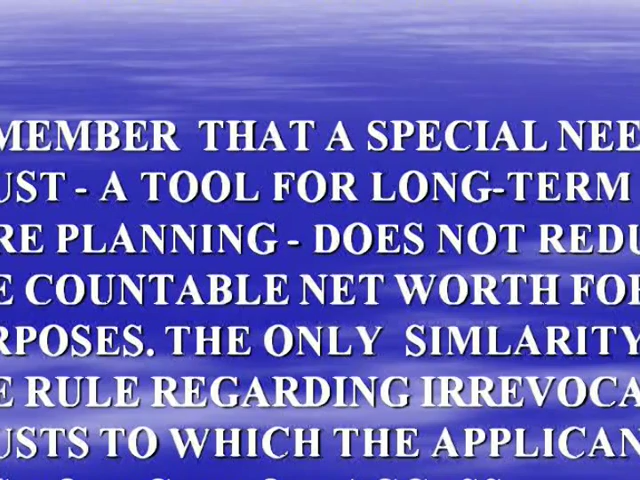 MEMBER THAT A SPECIAL NEE
UST - A TOOL FOR LONG-TERM
RE PLANNING - DOES NOT REDU
E COUNTABLE NET WORTH FOR
RPOSES. THE ONLY SIMLARITY
E RULE REGARDING IRREVOCA
USTS TO WHICH THE APPLICAN